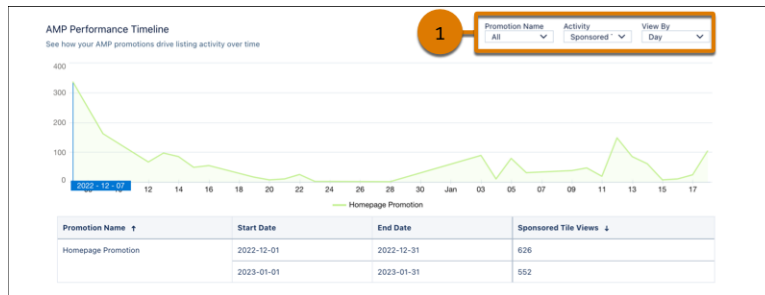 AMP Performance Timeline
See how your AMP promotions drive listing activity over time
1
Promotion Name Activity View By
All Sponsored Day
400
300
200
100
0
2022 - 12 - 07
12 14 16 18 20 22 24 26 28 30 Jan 03 05 07 09 11 13 15 17
Homepage Promotion
Promotion Name ↑ Start Date End Date Sponsored Tile Views ↓
Homepage Promotion 2022-12-01 2022-12-31 626
2023-01-01 2023-01-31 552